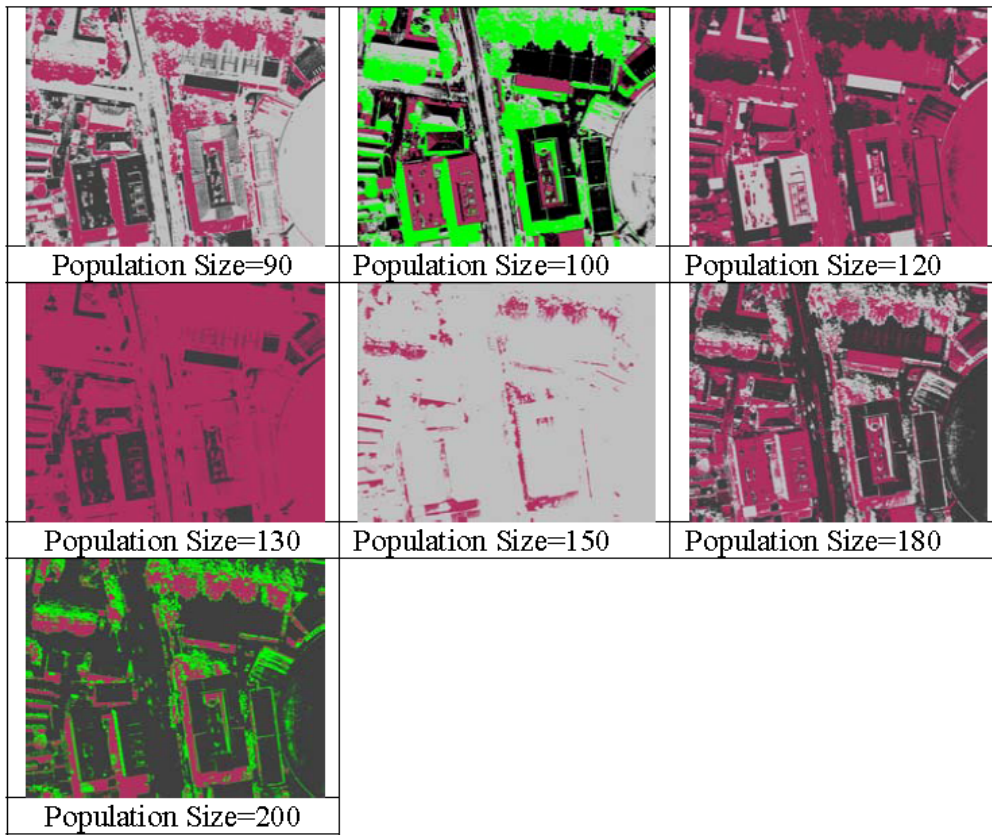 Population Size=90
Population Size=100
Population Size=120
Population Size=130
Population Size=150
Population Size=180
Population Size=200